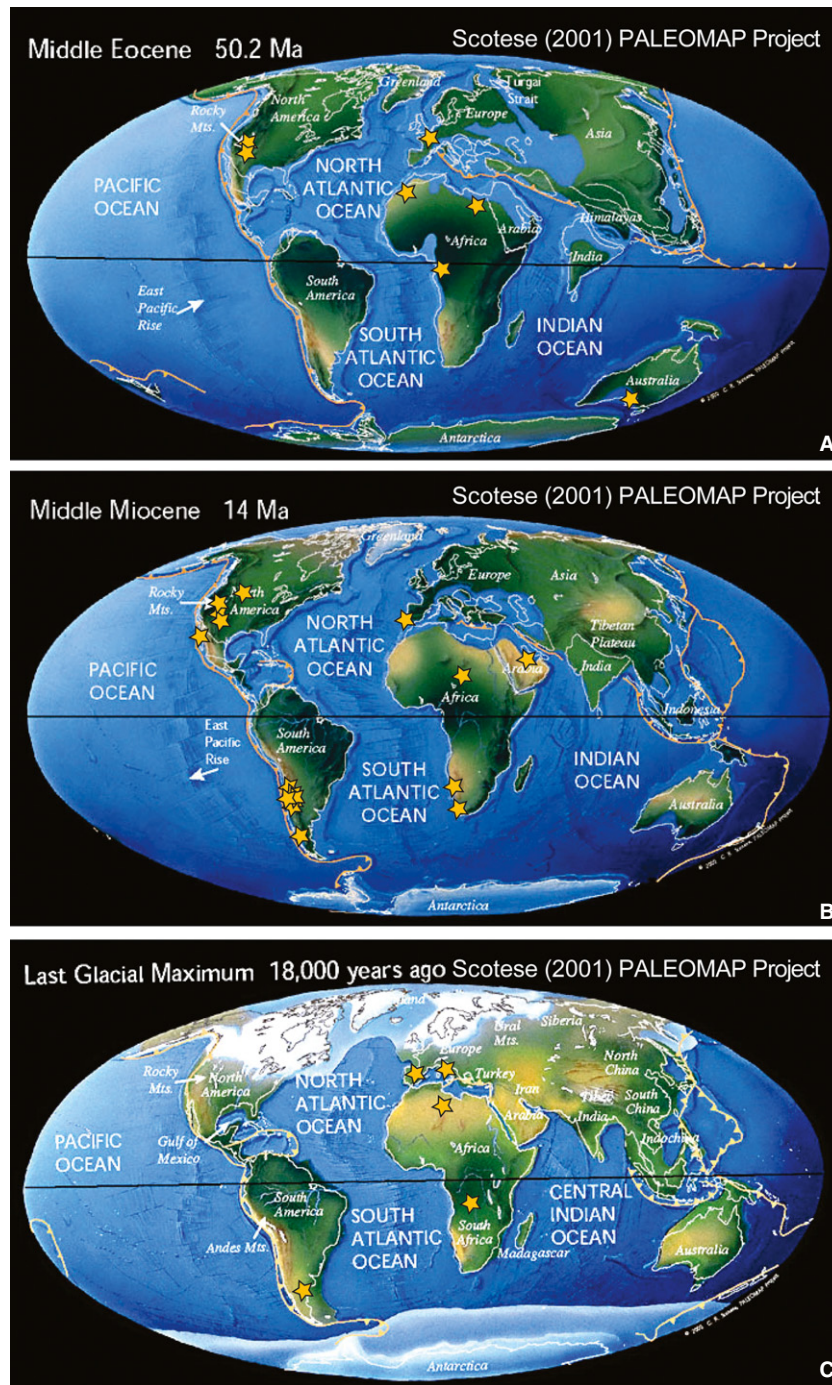 Middle Eocene 50.2 Ma
Scotese (2001) PALEOMAP Project
Greenland
Turgai
Strait
North
America
Rocky
Mts.
Europe
Asia
PACIFIC
OCEAN
NORTH
ATLANTIC
OCEAN
Himalayas
Arabia
Africa
India
South
America
East
Pacific
Rise
SOUTH
ATLANTIC
OCEAN
INDIAN
OCEAN
Australia
Antarctica
A
Middle Miocene 14 Ma
Scotese (2001) PALEOMAP Project
Greenland
Rocky
Mts.
North
America
Europe
Asia
NORTH
ATLANTIC
OCEAN
Tibetan
Plateau
PACIFIC
OCEAN
Arabia
India
Africa
Indonesia
East
Pacific
Rise
South
America
SOUTH
ATLANTIC
OCEAN
INDIAN
OCEAN
Australia
Antarctica
B
Last Glacial Maximum 18,000 years ago Scotese (2001) PALEOMAP Project
Ural
Mts.
Siberia
Europe
Rocky
Mts.
North
America
NORTH
ATLANTIC
OCEAN
Turkey
North
China
Iran
Tibet
South
China
Arabia
India
PACIFIC
OCEAN
Gulf of
Mexico
Africa
Indochina
South
America
SOUTH
ATLANTIC
OCEAN
CENTRAL
INDIAN
OCEAN
South
Africa
Andes Mts.
Madagascar
Australia
Antarctica
C